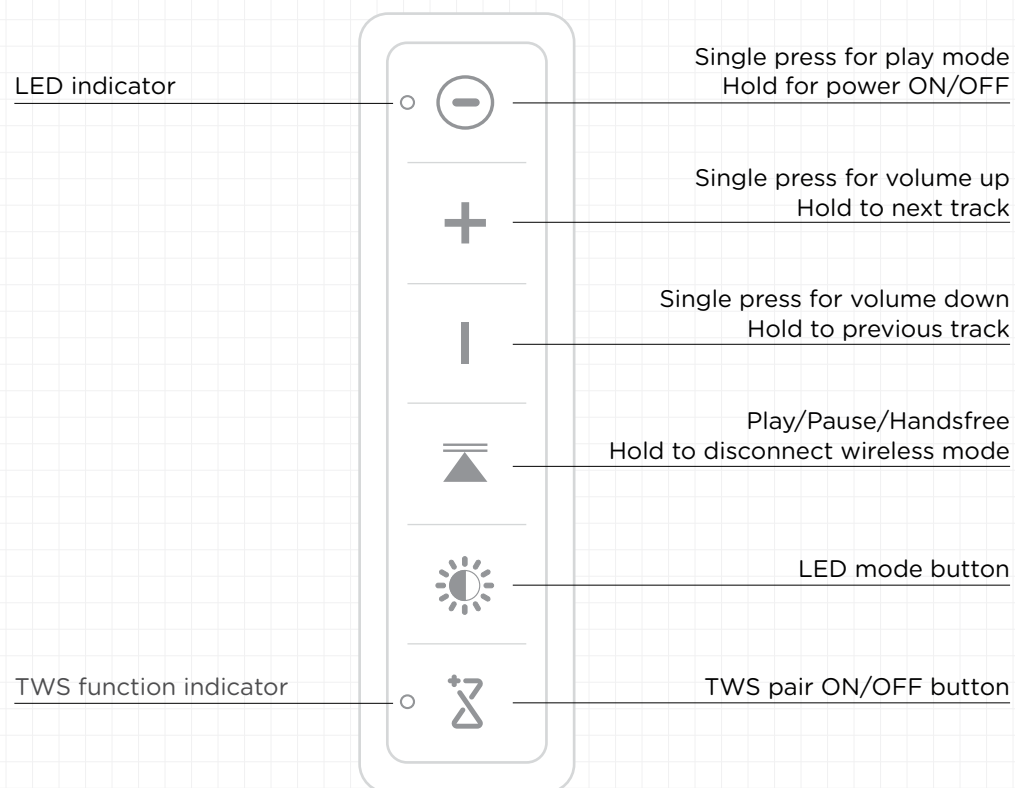 LED indicator
Single press for play mode
Hold for power ON/OFF
Single press for volume up
Hold to next track
Single press for volume down
Hold to previous track
Play/Pause/Handsfree
Hold to disconnect wireless mode
LED mode button
TWS function indicator
TWS pair ON/OFF button